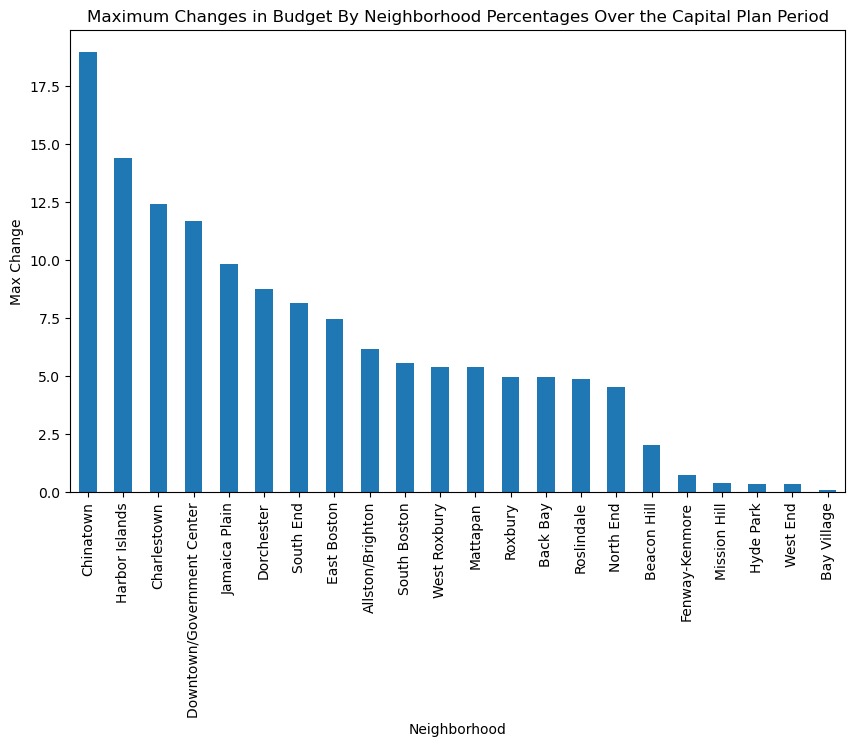 Maximum Changes in Budget By Neighborhood Percentages Over the Capital Plan Period
Max Change
17.5
15.0
12.5
10.0
7.5
5.0
2.5
0.0
Chinatown
Harbor Islands
Charlestown
Downtown/Government Center
Jamaica Plain
Dorchester
South End
East Boston
Allston/Brighton
South Boston
West Roxbury
Mattapan
Roxbury
Back Bay
Roslindale
North End
Beacon Hill
Fenway-Kenmore
Mission Hill
Hyde Park
West End
Bay Village
Neighborhood